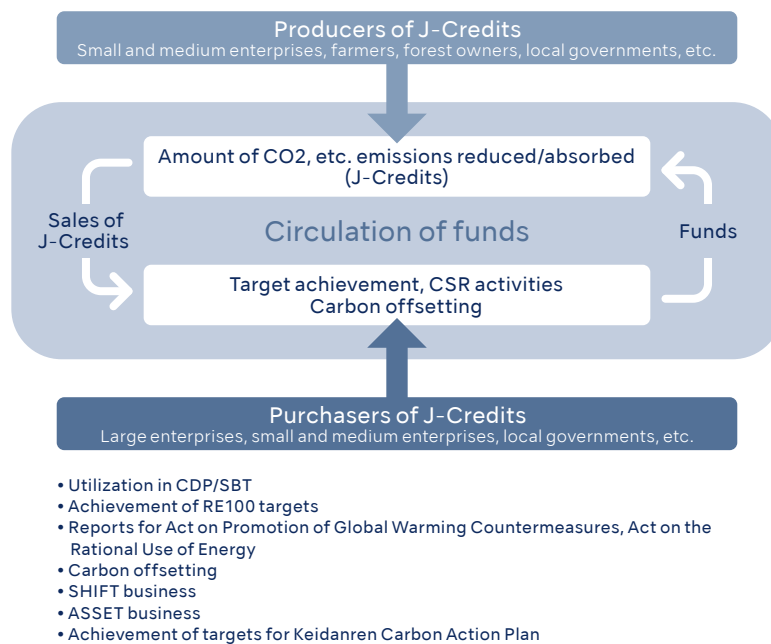 Producers of J-Credits
Small and medium enterprises, farmers, forest owners, local governments, etc.
Amount of CO2, etc. emissions reduced/absorbed
(J-Credits)
Sales of
J-Credits
Circulation of funds
Funds
Target achievement, CSR activities
Carbon offsetting
Purchasers of J-Credits
Large enterprises, small and medium enterprises, local governments, etc.
• Utilization in CDP/SBT
• Achievement of RE100 targets
• Reports for Act on Promotion of Global Warming Countermeasures, Act on the
Rational Use of Energy
• Carbon offsetting
• SHIFT business
• ASSET business
• Achievement of targets for Keidanren Carbon Action Plan